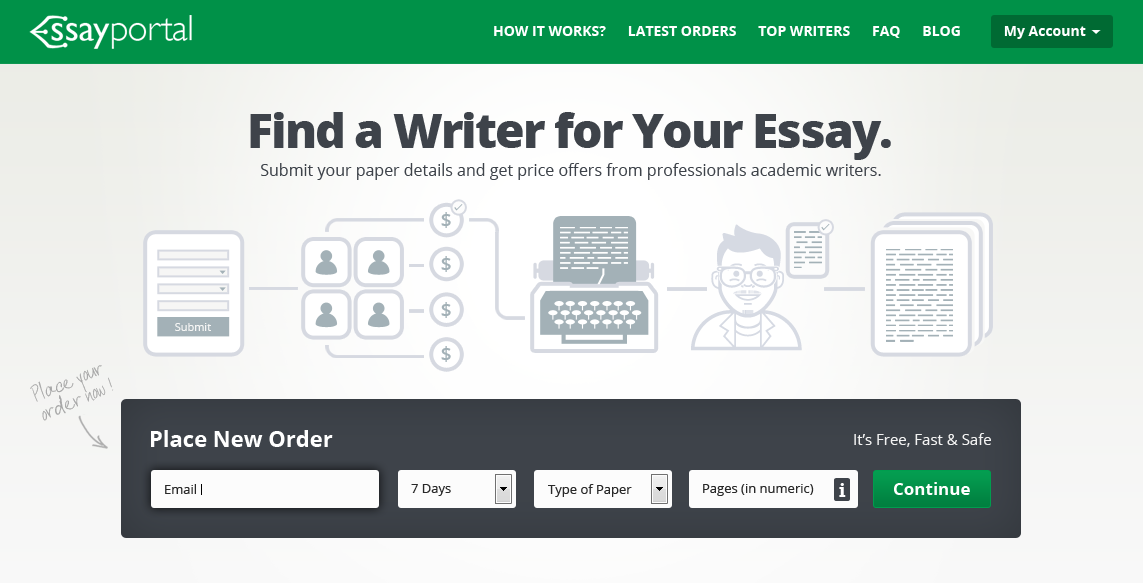 Essayportal
HOW IT WORKS? LATEST ORDERS TOP WRITERS FAQ BLOG My Account
Find a Writer for Your Essay.
Submit your paper details and get price offers from professionals academic writers.
$
$
$
$
Submit
Place your
order now!
Place New Order It's Free, Fast & Safe
Email 7 Days Type of Paper Pages (in numeric) i Continue